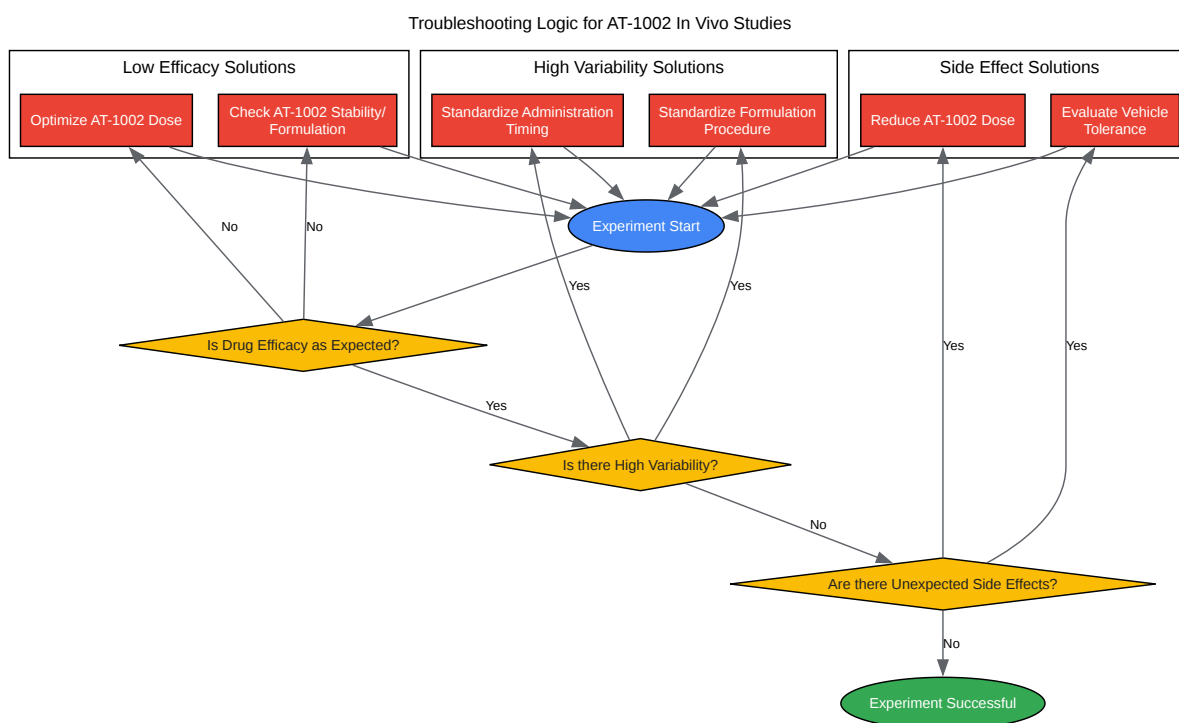 Troubleshooting Logic for AT-1002 In Vivo Studies
Low Efficacy Solutions
High Variability Solutions
Side Effect Solutions
Optimize AT-1002 Dose
Check AT-1002 Stability/
Formulation
Standardize Administration
Timing
Standardize Formulation
Procedure
Reduce AT-1002 Dose
Evaluate Vehicle
Tolerance
Experiment Start
No
No
Yes
Yes
Is Drug Efficacy as Expected?
Yes
Yes
Yes
Is there High Variability?
No
Are there Unexpected Side Effects?
No
Experiment Successful